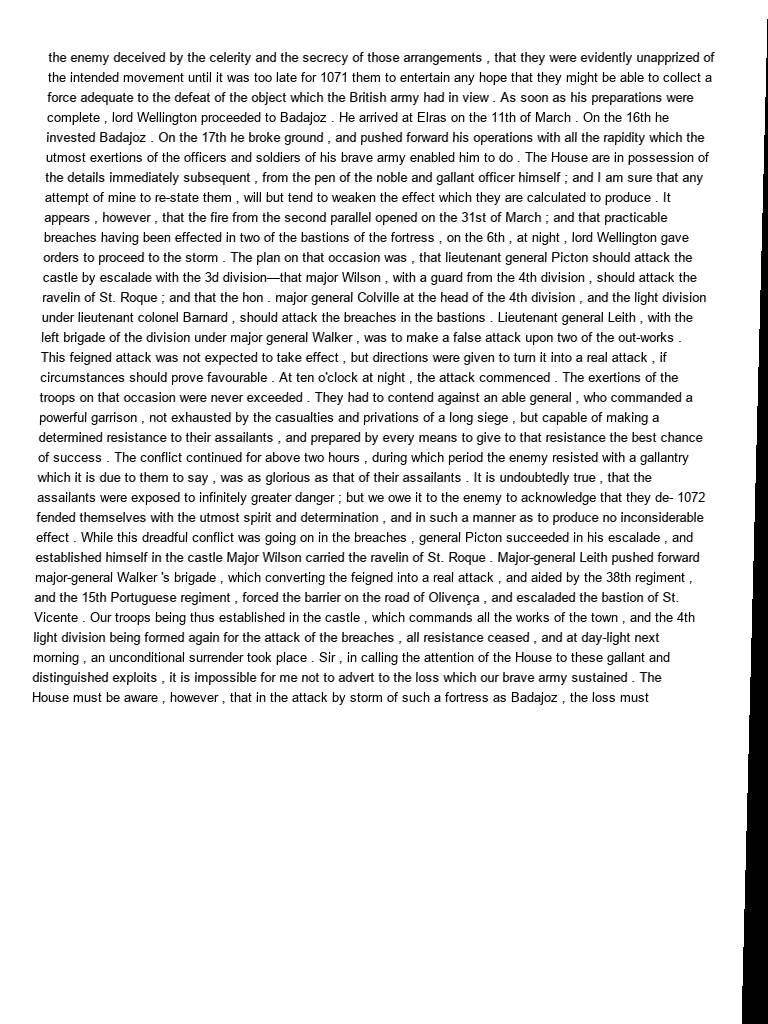 the enemy deceived by the celerity and the secrecy of those arrangements , that they were evidently unapprized of
the intended movement until it was too late for 1071 them to entertain any hope that they might be able to collect a
force adequate to the defeat of the object which the British army had in view . As soon as his preparations were
complete , lord Wellington proceeded to Badajoz . He arrived at Elras on the 11th of March . On the 16th he
invested Badajoz . On the 17th he broke ground , and pushed forward his operations with all the rapidity which the
utmost exertions of the officers and soldiers of his brave army enabled him to do . The House are in possession of
the details immediately subsequent , from the pen of the noble and gallant officer himself ; and I am sure that any
attempt of mine to re-state them , will but tend to weaken the effect which they are calculated to produce . It
appears , however , that the fire from the second parallel opened on the 31st of March ; and that practicable
breaches having been effected in two of the bastions of the fortress , on the 6th , at night , lord Wellington gave
orders to proceed to the storm . The plan on that occasion was , that lieutenant general Picton should attack the
castle by escalade with the 3d division—that major Wilson , with a guard from the 4th division , should attack the
ravelin of St. Roque ; and that the hon . major general Colville at the head of the 4th division , and the light division
under lieutenant colonel Barnard , should attack the breaches in the bastions . Lieutenant general Leith , with the
left brigade of the division under major general Walker , was to make a false attack upon two of the out-works .
This feigned attack was not expected to take effect , but directions were given to turn it into a real attack , if
circumstances should prove favourable . At ten o'clock at night , the attack commenced . The exertions of the
troops on that occasion were never exceeded . They had to contend against an able general , who commanded a
powerful garrison , not exhausted by the casualties and privations of a long siege , but capable of making a
determined resistance to their assailants , and prepared by every means to give to that resistance the best chance
of success . The conflict continued for above two hours , during which period the enemy resisted with a gallantry
which it is due to them to say , was as glorious as that of their assailants . It is undoubtedly true , that the
assailants were exposed to infinitely greater danger ; but we owe it to the enemy to acknowledge that they de- 1072
fended themselves with the utmost spirit and determination , and in such a manner as to produce no inconsiderable
effect . While this dreadful conflict was going on in the breaches , general Picton succeeded in his escalade , and
established himself in the castle Major Wilson carried the ravelin of St. Roque . Major-general Leith pushed forward
major-general Walker 's brigade , which converting the feigned into a real attack , and aided by the 38th regiment ,
and the 15th Portuguese regiment , forced the barrier on the road of Olivença , and escaladed the bastion of St.
Vicente . Our troops being thus established in the castle , which commands all the works of the town , and the 4th
light division being formed again for the attack of the breaches , all resistance ceased , and at day-light next
morning , an unconditional surrender took place . Sir , in calling the attention of the House to these gallant and
distinguished exploits , it is impossible for me not to advert to the loss which our brave army sustained . The
House must be aware , however , that in the attack by storm of such a fortress as Badajoz , the loss must